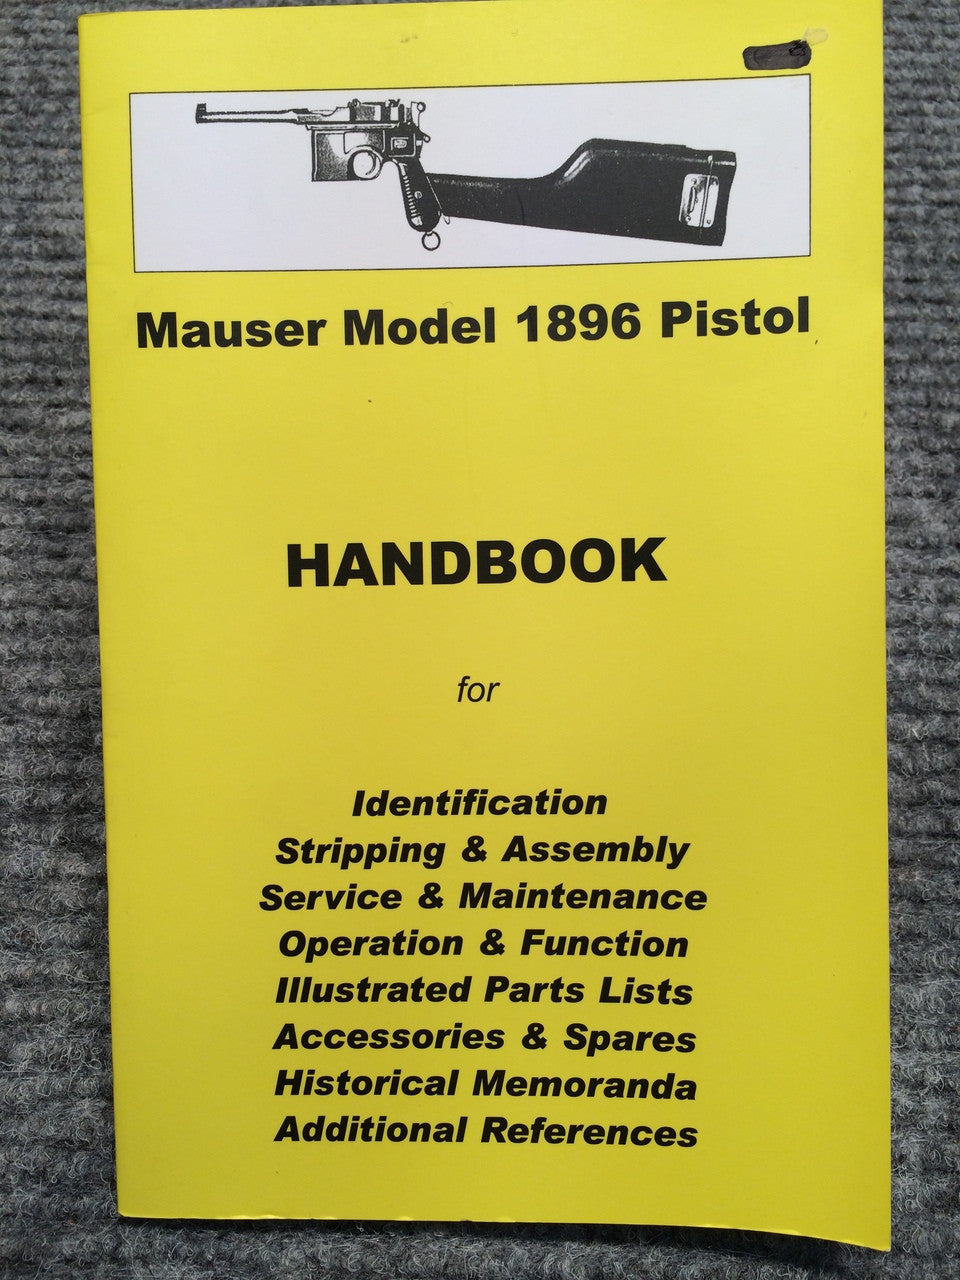 Mauser Model 1896 Pistol
HANDBOOK
for
Identification
Stripping & Assembly
Service & Maintenance
Operation & Function
Illustrated Parts Lists
Accessories & Spares
Historical Memoranda
Additional References